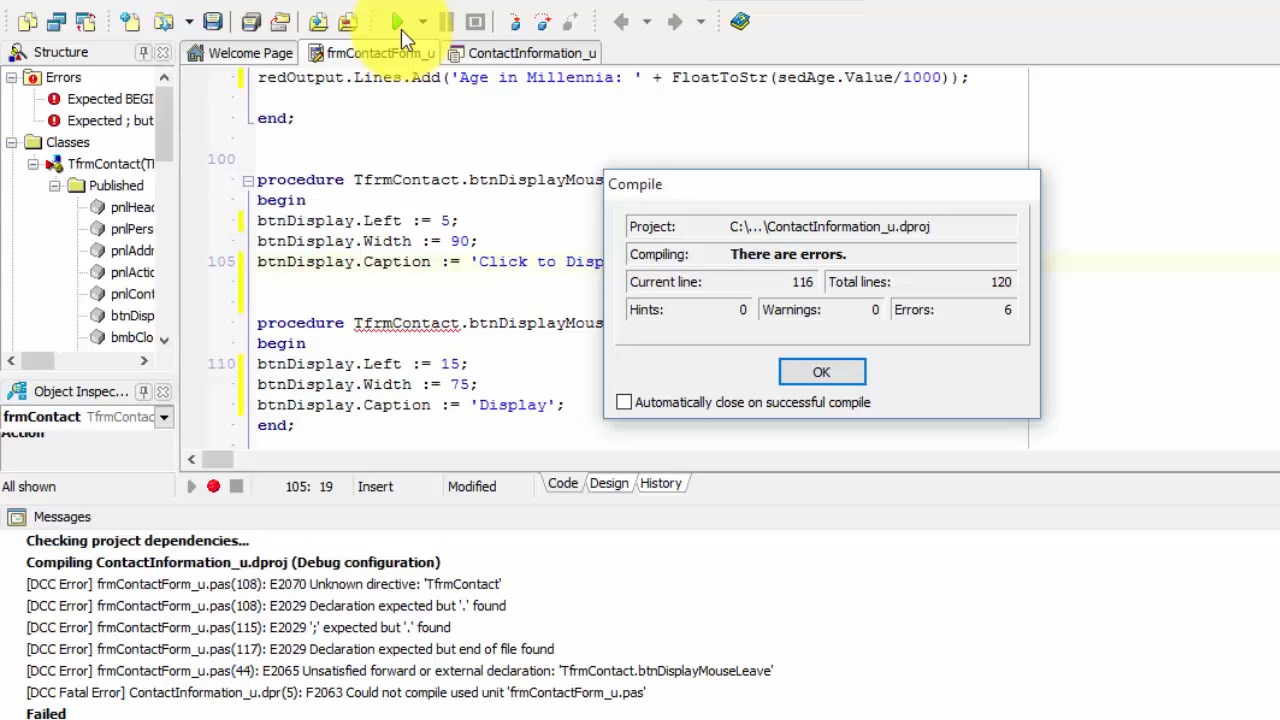 Structure
Welcome Page
frmContactForm_u
ContactInformation_u
Errors
Expected BEGI
Expected ; but
Classes
TfrmContact(T
Published
pnlHead
pnlPers
pnlAddr
pnlActic
pnlCont
btnDisp
bmbClo
redOutput.Lines.Add('Age in Millennia: ' + FloatToStr(sedAge.Value/1000));
end;
100
procedure TfrmContact.btnDisplayMouse
begin
btnDisplay.Left := 5;
btnDisplay.Width := 90;
105 btnDisplay.Caption := 'Click to Disp
procedure TfrmContact.btnDisplayMouse
begin
110 btnDisplay.Left := 15;
btnDisplay.Width := 75;
btnDisplay.Caption := 'Display';
end;
Compile
Project: C:\...\ContactInformation_u.dproj
Compiling: There are errors.
Current line: 116 Total lines: 120
Hints: 0 Warnings: 0 Errors: 6
OK
Automatically close on successful compile
Object Inspec...
frmContact TfrmContac
Action
All shown
105: 19 Insert Modified
Code Design History
Messages
Checking project dependencies...
Compiling ContactInformation_u.dproj (Debug configuration)
[DCC Error] frmContactForm_u.pas(108): E2070 Unknown directive: 'TfrmContact'
[DCC Error] frmContactForm_u.pas(108): E2029 Declaration expected but '.' found
[DCC Error] frmContactForm_u.pas(115): E2029 ';' expected but '.' found
[DCC Error] frmContactForm_u.pas(117): E2029 Declaration expected but end of file found
[DCC Error] frmContactForm_u.pas(44): E2065 Unsatisfied forward or external declaration: 'TfrmContact.btnDisplayMouseLeave'
[DCC Fatal Error] ContactInformation_u.dpr(5): F2063 Could not compile used unit 'frmContactForm_u.pas'
Failed